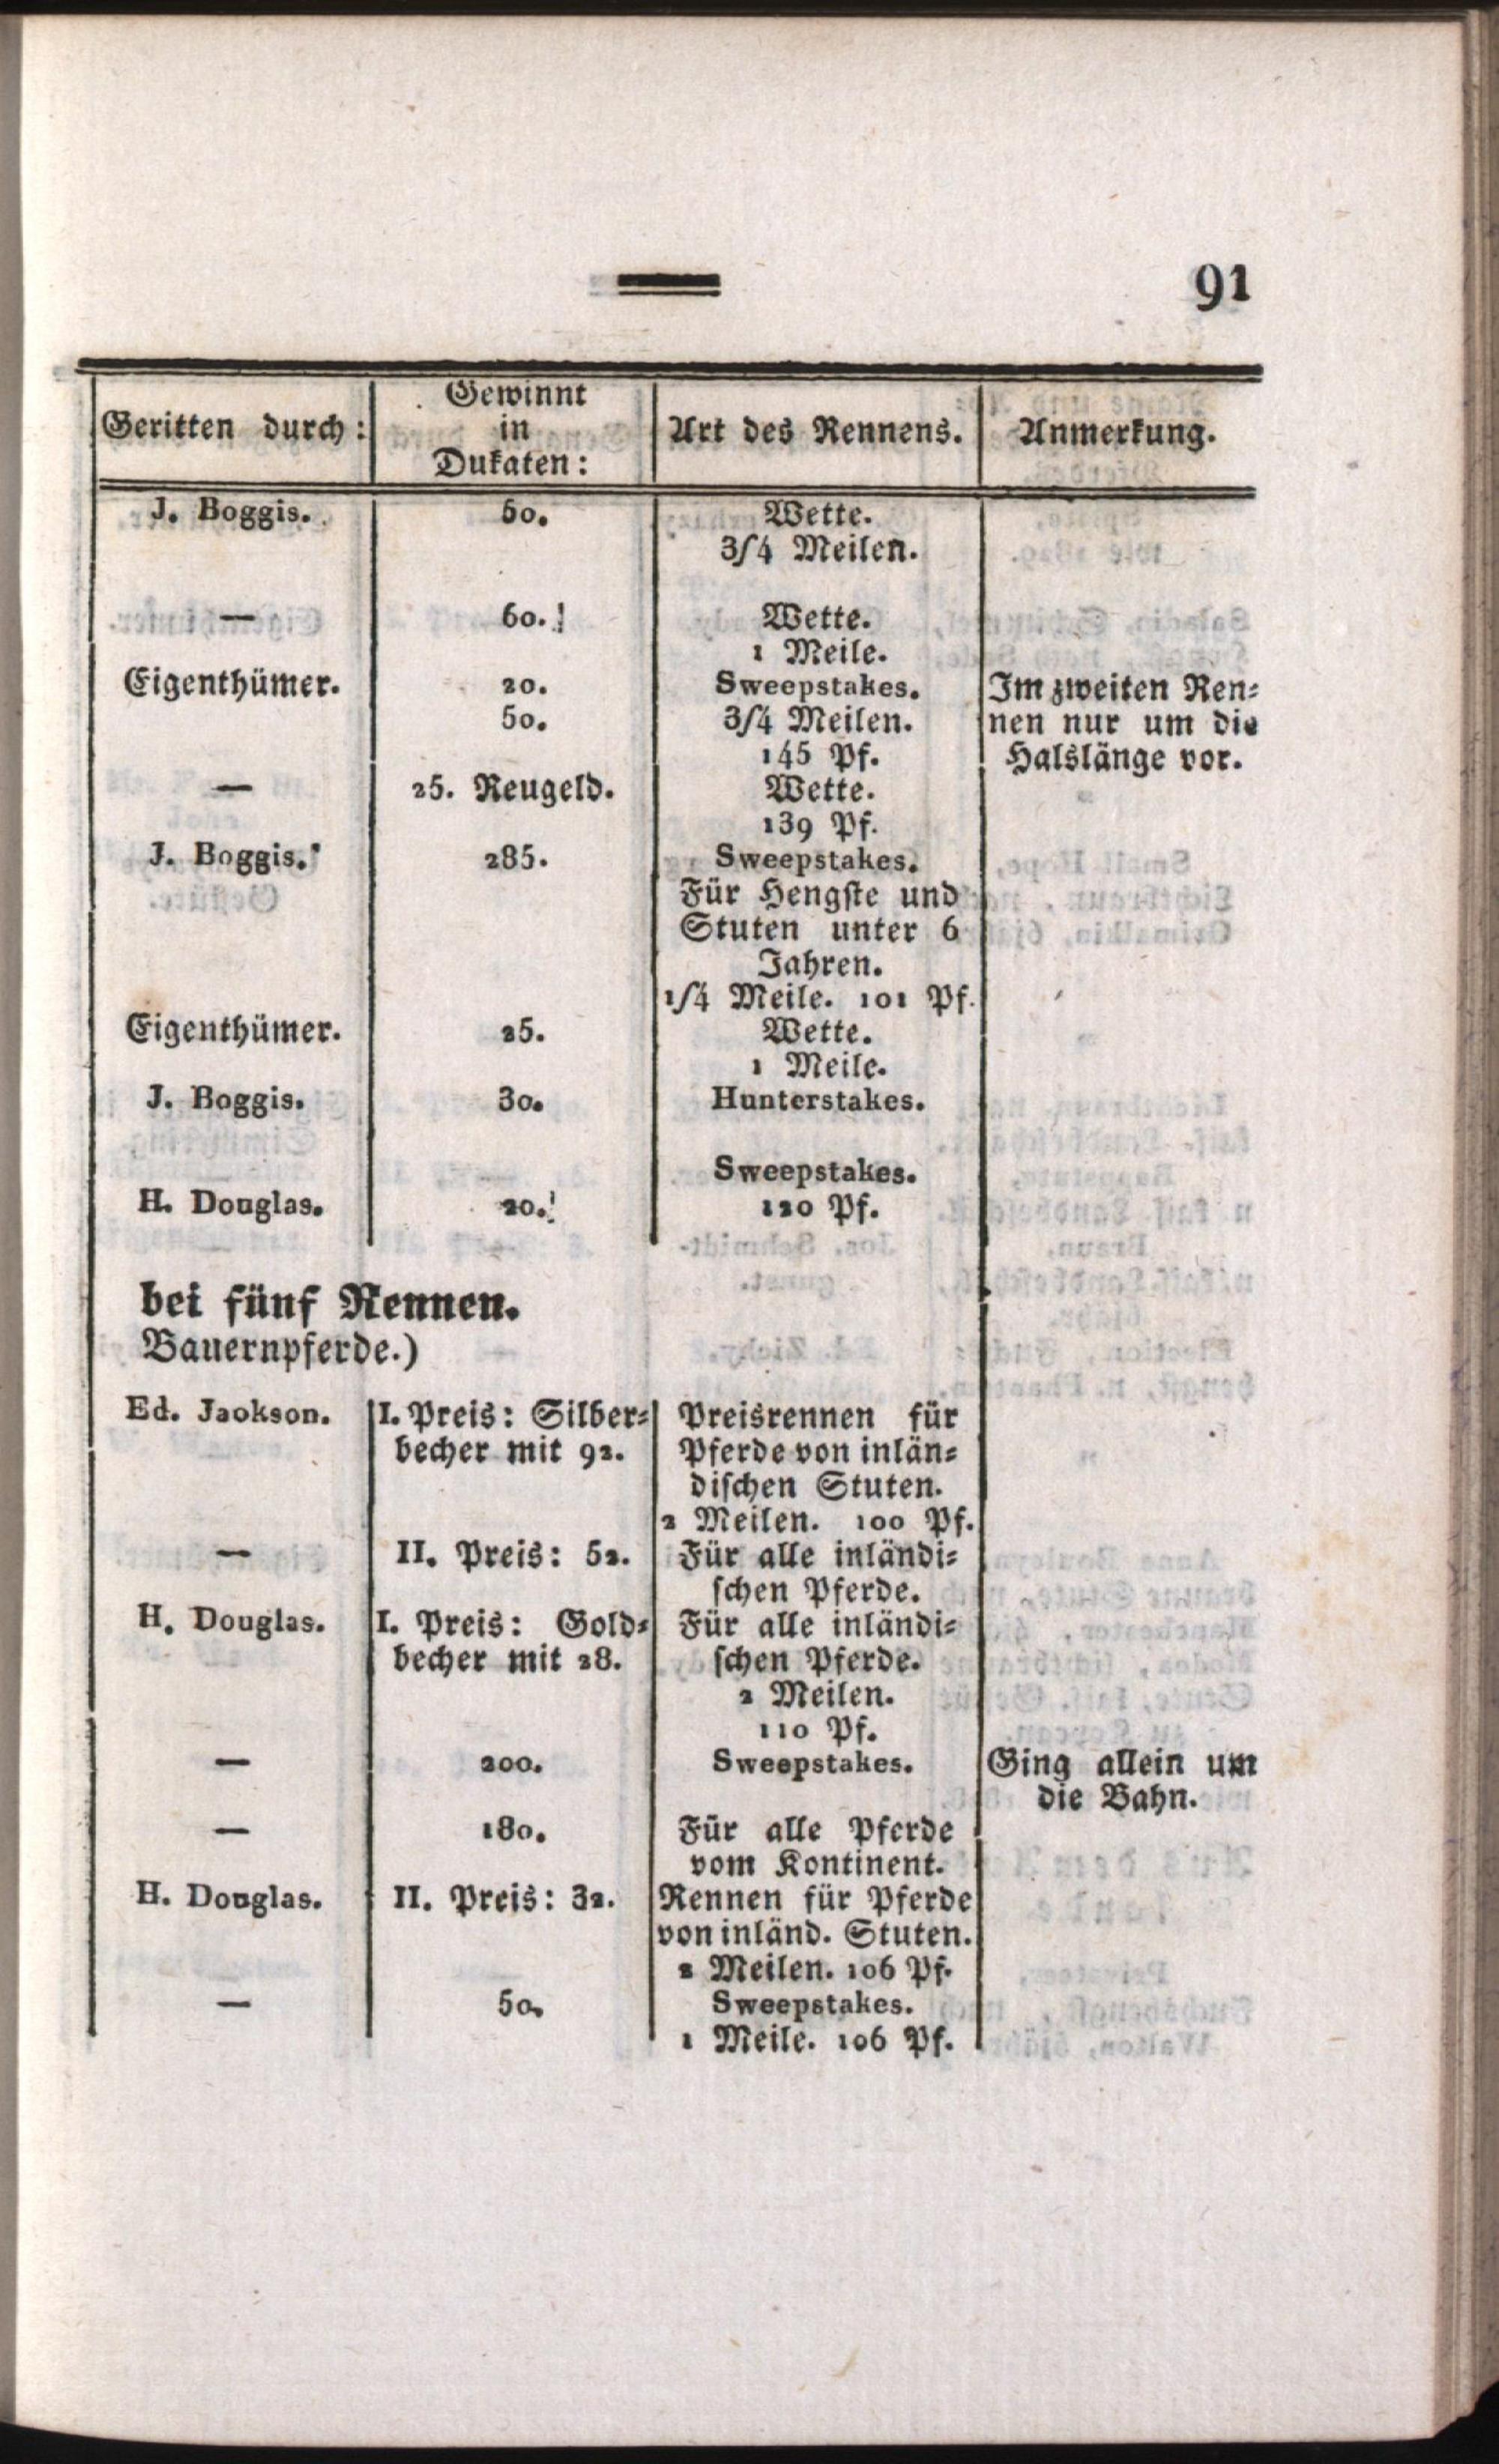 91
Geritten durch: Gewinnt in Dukaten: Art des Rennens. Anmerkung.
J. Boggis. 50. Wette.
3/4 Meilen.
— 60. Wette.
1 Meile.
Eigenthümer. 20. Sweepstakes. Im zweiten Ren-
50. 3/4 Meilen. nen nur um die
145 Pf. Halslänge vor.
— 25. Reugeld. Wette.
139 Pf.
J. Boggis. 285. Sweepstakes.
Für Hengste und
Stuten unter 6
Jahren.
1/4 Meile. 101 Pf.
Eigenthümer. 25. Wette.
1 Meile.
J. Boggis. 30. Hunterstakes.
Sweepstakes.
H. Douglas. 20. 120 Pf.
bei fünf Rennen.
Bauernpferde.)
Ed. Jackson. I. Preis: Silber- Preisrennen für
becher mit 92. Pferde von inlän-
dischen Stuten.
2 Meilen. 100 Pf.
— II. Preis: 52. Für alle inländi-
schen Pferde.
H. Douglas. I. Preis: Gold- Für alle inländi-
becher mit 28. schen Pferde.
2 Meilen.
110 Pf.
— 200. Sweepstakes. Ging allein um
die Bahn.
— 180. Für alle Pferde
vom Kontinent.
H. Douglas. II. Preis: 32. Rennen für Pferde
von inländ. Stuten.
2 Meilen. 106 Pf.
— 50. Sweepstakes.
1 Meile. 106 Pf.